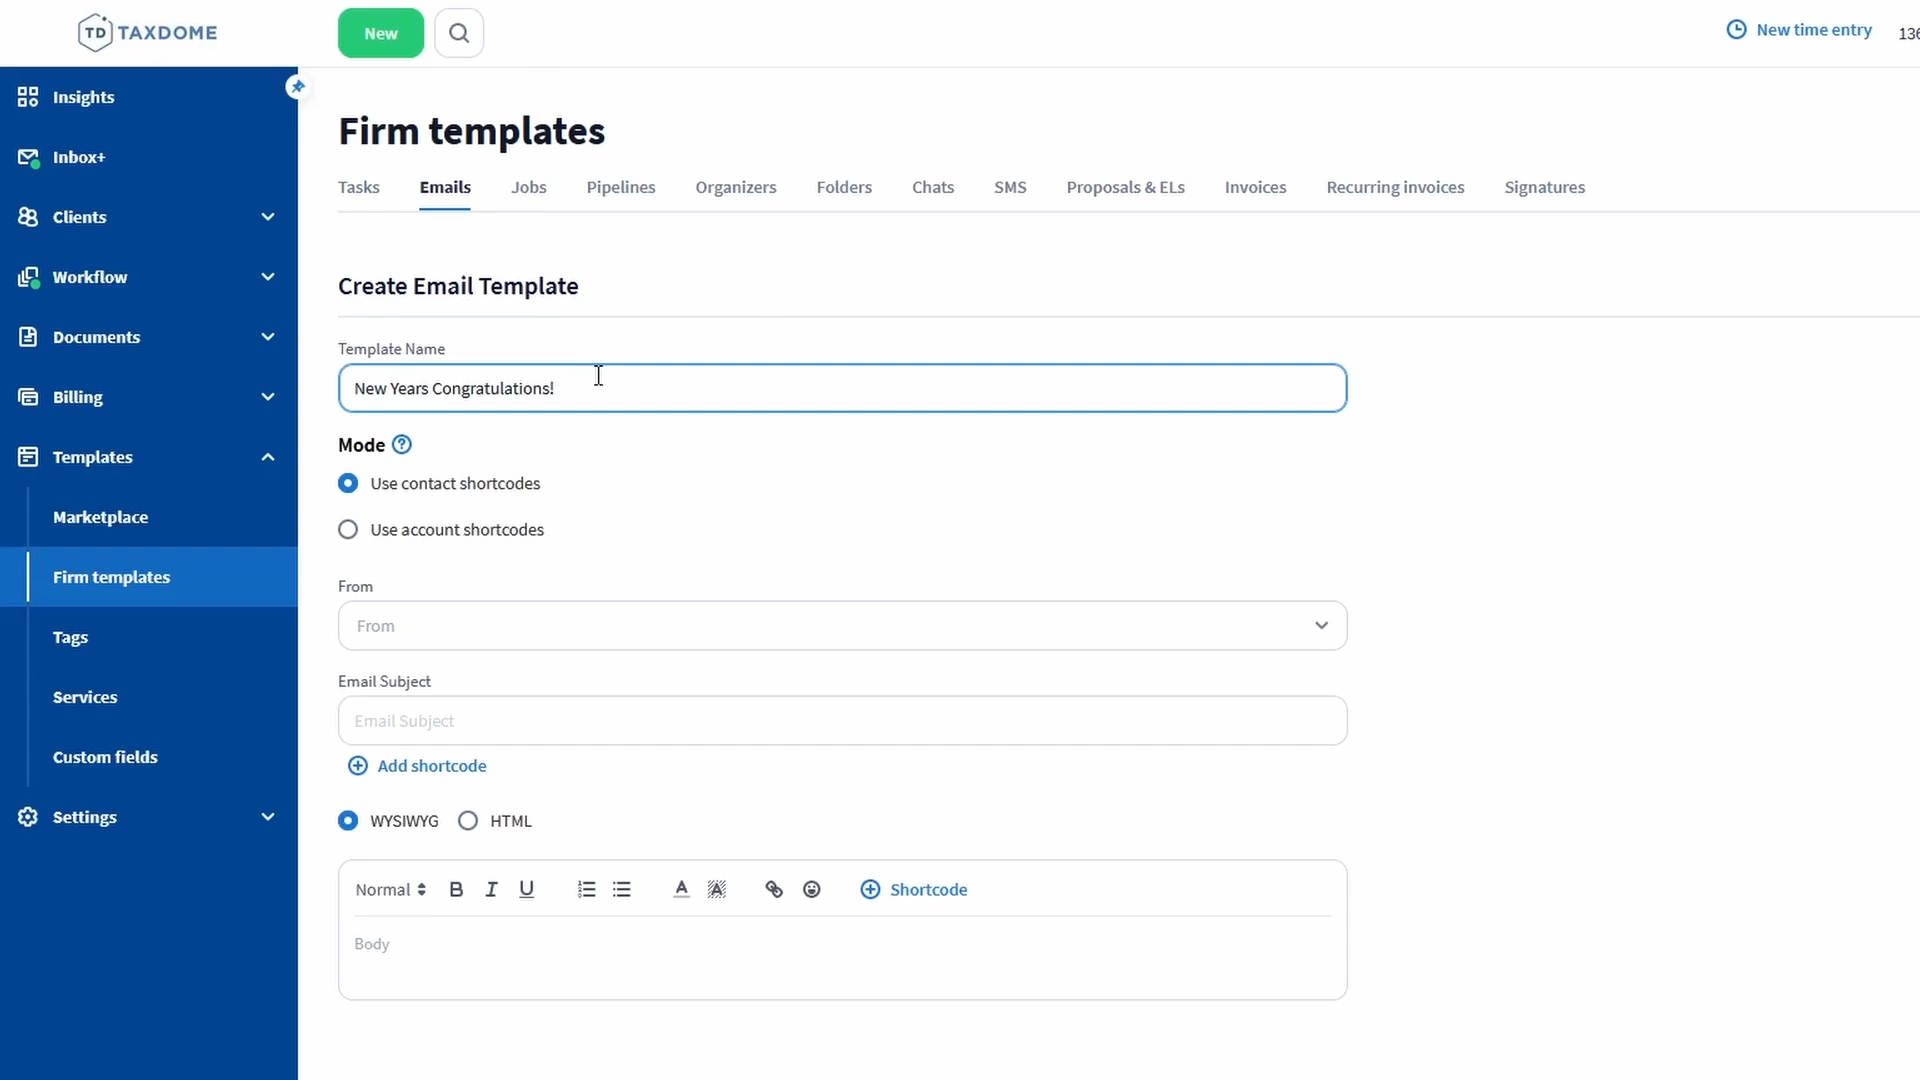 TD TAXDOME
New
New time entry
136
Insights
Inbox+
Clients
Workflow
Documents
Billing
Templates
Marketplace
Firm templates
Tags
Services
Custom fields
Settings
Firm templates
Tasks Emails Jobs Pipelines Organizers Folders Chats SMS Proposals & ELs Invoices Recurring invoices Signatures
Create Email Template
Template Name
New Years Congratulations!
Mode ?
Use contact shortcodes
Use account shortcodes
From
From
Email Subject
Email Subject
Add shortcode
WYSIWYG HTML
Normal B I U A A Shortcode
Body